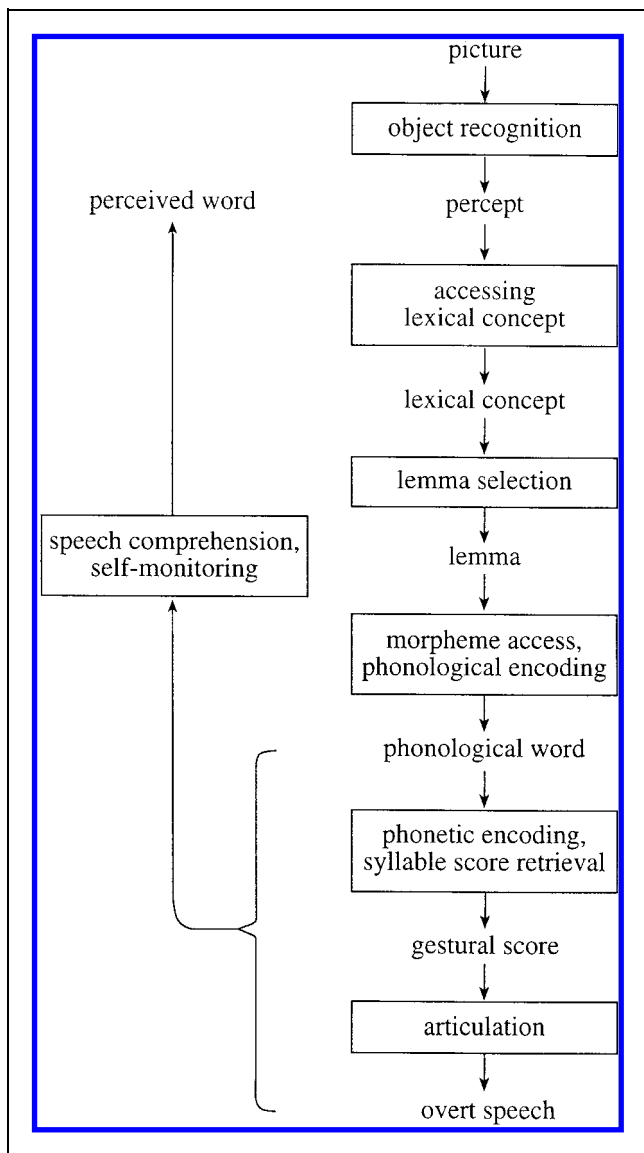 picture
object recognition
percept
perceived word
accessing
lexical concept
lexical concept
lemma selection
speech comprehension,
self-monitoring
lemma
morpheme access,
phonological encoding
phonological word
phonetic encoding,
syllable score retrieval
gestural score
articulation
overt speech